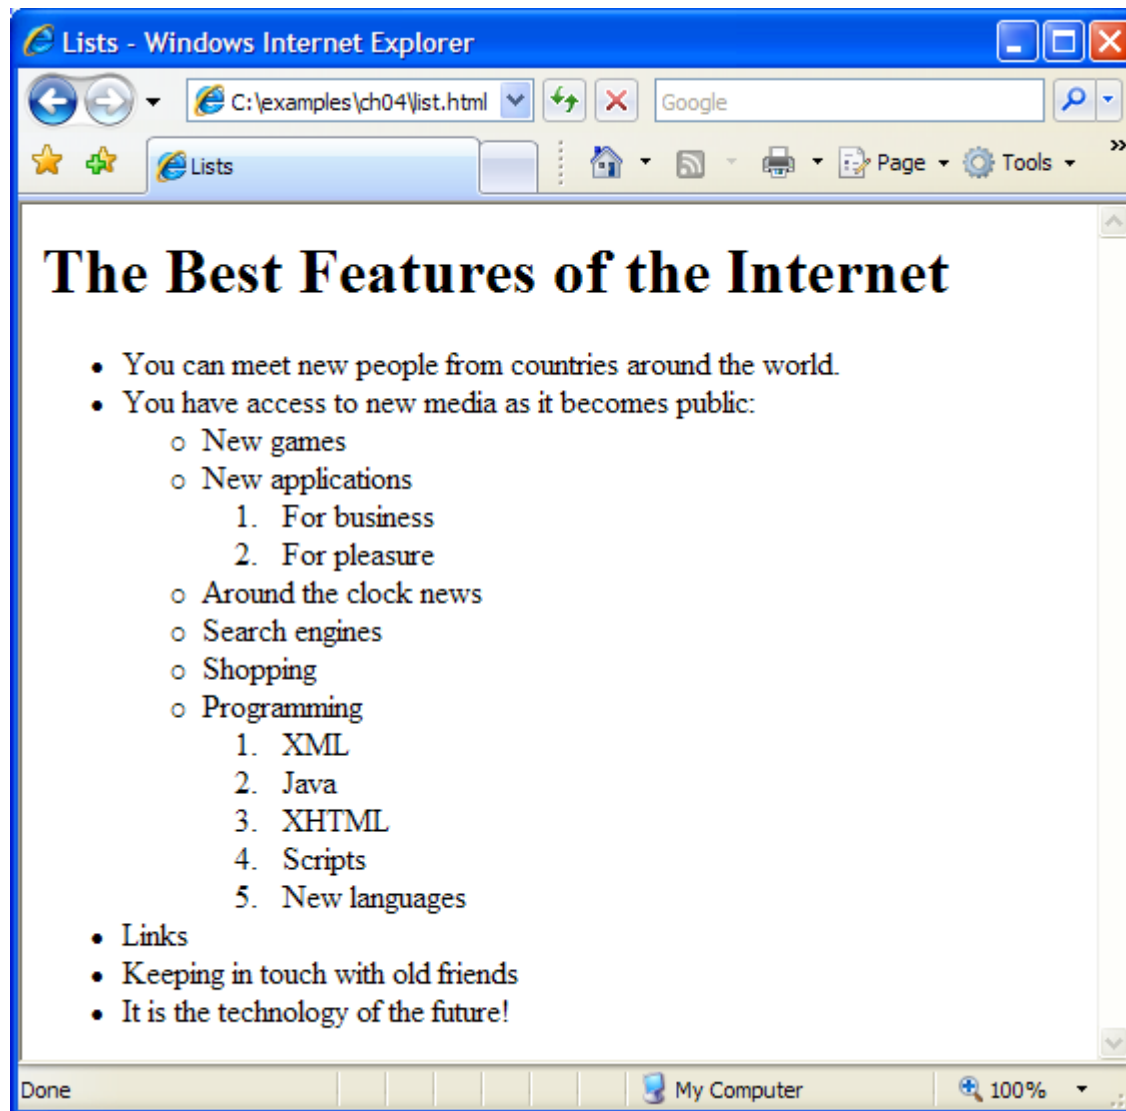 Lists - Windows Internet Explorer
C:\examples\ch04\list.html
Google
Lists
Page
Tools
The Best Features of the Internet
• You can meet new people from countries around the world.
• You have access to new media as it becomes public:
○ New games
○ New applications
1. For business
2. For pleasure
○ Around the clock news
○ Search engines
○ Shopping
○ Programming
1. XML
2. Java
3. XHTML
4. Scripts
5. New languages
• Links
• Keeping in touch with old friends
• It is the technology of the future!
Done
My Computer
100%